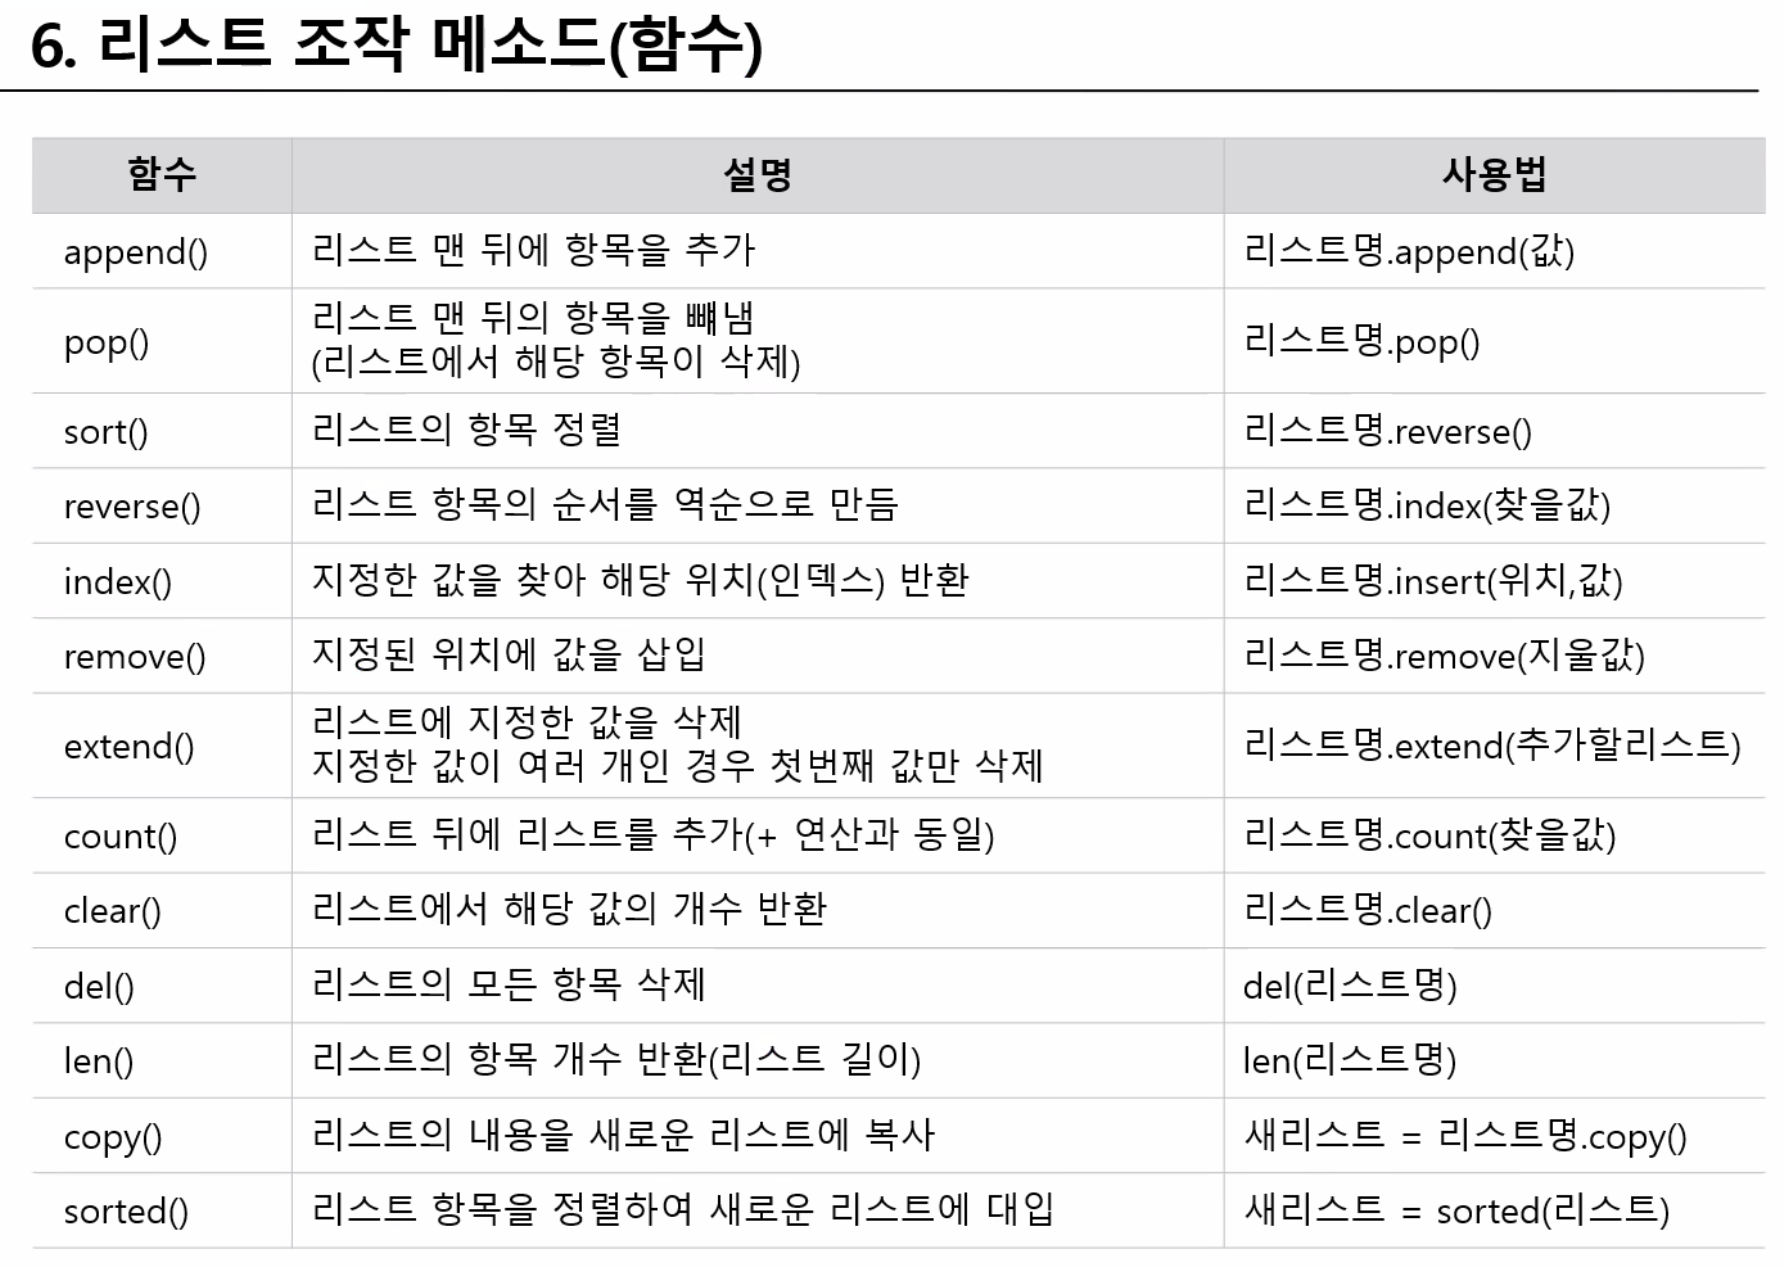 6. 리스트 조작 메소드(함수)
함수 설명 사용법
append() 리스트 맨 뒤에 항목을 추가 리스트명.append(값)
pop() 리스트 맨 뒤의 항목을 뺴냄 리스트명.pop()
(리스트에서 해당 항목이 삭제)
sort() 리스트의 항목 정렬 리스트명.reverse()
reverse() 리스트 항목의 순서를 역순으로 만듬 리스트명.index(찾을값)
index() 지정한 값을 찾아 해당 위치(인덱스) 반환 리스트명.insert(위치,값)
remove() 지정된 위치에 값을 삽입 리스트명.remove(지울값)
extend() 리스트에 지정한 값을 삭제 리스트명.extend(추가할리스트)
지정한 값이 여러 개인 경우 첫번째 값만 삭제
count() 리스트 뒤에 리스트를 추가(+ 연산과 동일) 리스트명.count(찾을값)
clear() 리스트에서 해당 값의 개수 반환 리스트명.clear()
del() 리스트의 모든 항목 삭제 del(리스트명)
len() 리스트의 항목 개수 반환(리스트 길이) len(리스트명)
copy() 리스트의 내용을 새로운 리스트에 복사 새리스트 = 리스트명.copy()
sorted() 리스트 항목을 정렬하여 새로운 리스트에 대입 새리스트 = sorted(리스트)